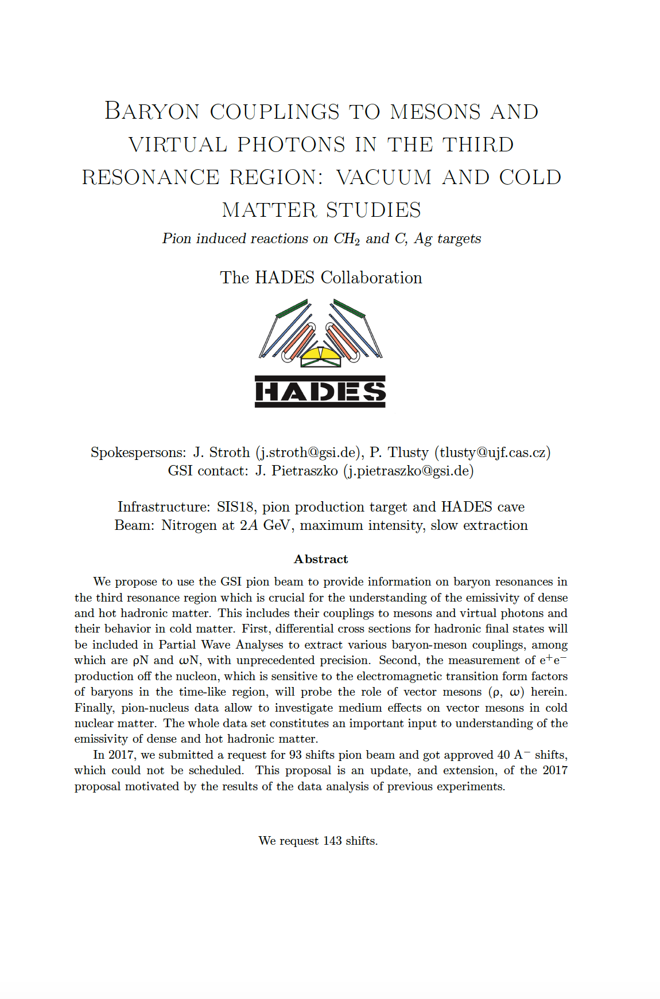 Baryon couplings to mesons and
virtual photons in the third
resonance region: vacuum and cold
matter studies
Pion induced reactions on CH₂ and C, Ag targets
The HADES Collaboration
HADES
Spokespersons: J. Stroth (j.stroth@gsi.de), P. Tlusty (tlusty@ujf.cas.cz)
GSI contact: J. Pietraszko (j.pietraszko@gsi.de)
Infrastructure: SIS18, pion production target and HADES cave
Beam: Nitrogen at 2A GeV, maximum intensity, slow extraction
Abstract
We propose to use the GSI pion beam to provide information on baryon resonances in
the third resonance region which is crucial for the understanding of the emissivity of dense
and hot hadronic matter. This includes their couplings to mesons and virtual photons and
their behavior in cold matter. First, differential cross sections for hadronic final states will
be included in Partial Wave Analyses to extract various baryon-meson couplings, among
which are ρN and ωN, with unprecedented precision. Second, the measurement of e⁺e⁻
production off the nucleon, which is sensitive to the electromagnetic transition form factors
of baryons in the time-like region, will probe the role of vector mesons (ρ, ω) herein.
Finally, pion-nucleus data allow to investigate medium effects on vector mesons in cold
nuclear matter. The whole data set constitutes an important input to understanding of the
emissivity of dense and hot hadronic matter.
In 2017, we submitted a request for 93 shifts pion beam and got approved 40 A⁻ shifts,
which could not be scheduled. This proposal is an update, and extension, of the 2017
proposal motivated by the results of the data analysis of previous experiments.
We request 143 shifts.